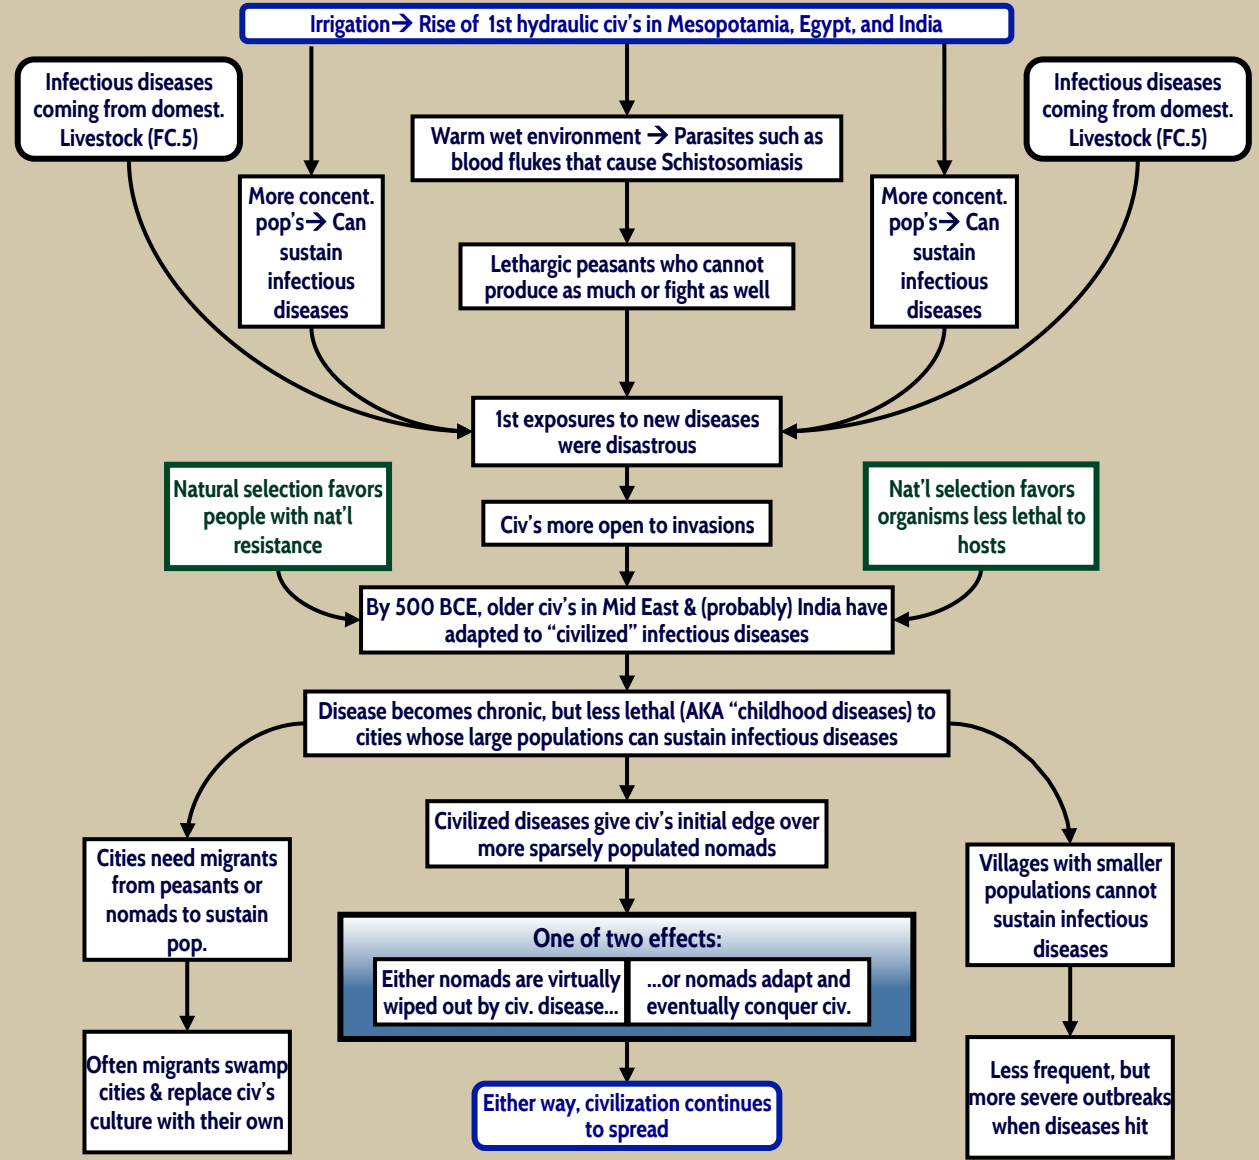 Irrigation→ Rise of 1st hydraulic civ's in Mesopotamia, Egypt, and India
Infectious diseases
coming from domest.
Livestock (FC.5)
Infectious diseases
coming from domest.
Livestock (FC.5)
Warm wet environment → Parasites such as
blood flukes that cause Schistosomiasis
More concent.
pop's→ Can
sustain
infectious
diseases
More concent.
pop's→ Can
sustain
infectious
diseases
Lethargic peasants who cannot
produce as much or fight as well
1st exposures to new diseases
were disastrous
Natural selection favors
people with nat'l
resistance
Nat'l selection favors
organisms less lethal to
hosts
Civ's more open to invasions
By 500 BCE, older civ's in Mid East & (probably) India have
adapted to “civilized” infectious diseases
Disease becomes chronic, but less lethal (AKA “childhood diseases) to
cities whose large populations can sustain infectious diseases
Cities need migrants
from peasants or
nomads to sustain
pop.
Civilized diseases give civ's initial edge over
more sparsely populated nomads
Villages with smaller
populations cannot
sustain infectious
diseases
One of two effects:
Either nomads are virtually
wiped out by civ. disease...
...or nomads adapt and
eventually conquer civ.
Often migrants swamp
cities & replace civ's
culture with their own
Either way, civilization continues
to spread
Less frequent, but
more severe outbreaks
when diseases hit